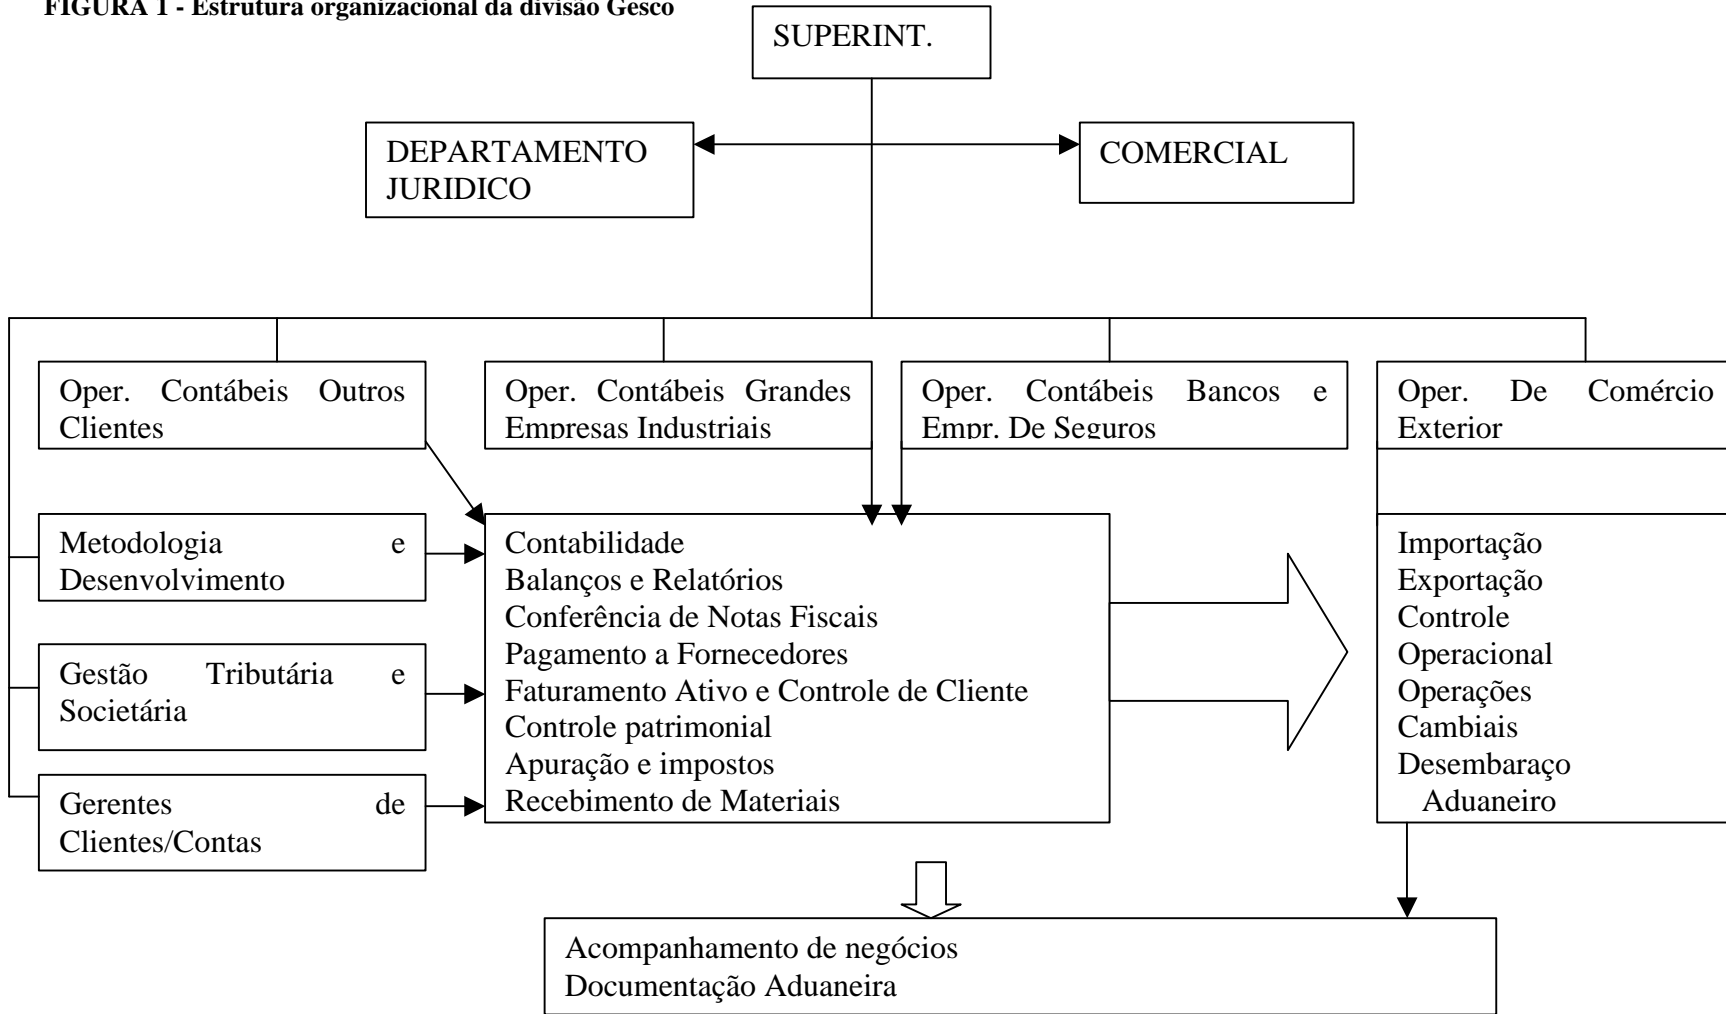 FIGURA 1 - Estrutura organizacional da divisão Gesco
SUPERINT.
DEPARTAMENTO
JURIDICO
COMERCIAL
Oper. Contábeis Outros
Clientes
Oper. Contábeis Grandes
Empresas Industriais
Oper. Contábeis Bancos e
Empr. De Seguros
Oper. De Comércio
Exterior
Metodologia e
Desenvolvimento
Gestão Tributária e
Societária
Gerentes de
Clientes/Contas
Contabilidade
Balanços e Relatórios
Conferência de Notas Fiscais
Pagamento a Fornecedores
Faturamento Ativo e Controle de Cliente
Controle patrimonial
Apuração e impostos
Recebimento de Materiais
Importação
Exportação
Controle
Operacional
Operações
Cambiais
Desembaraço
Aduaneiro
Acompanhamento de negócios
Documentação Aduaneira